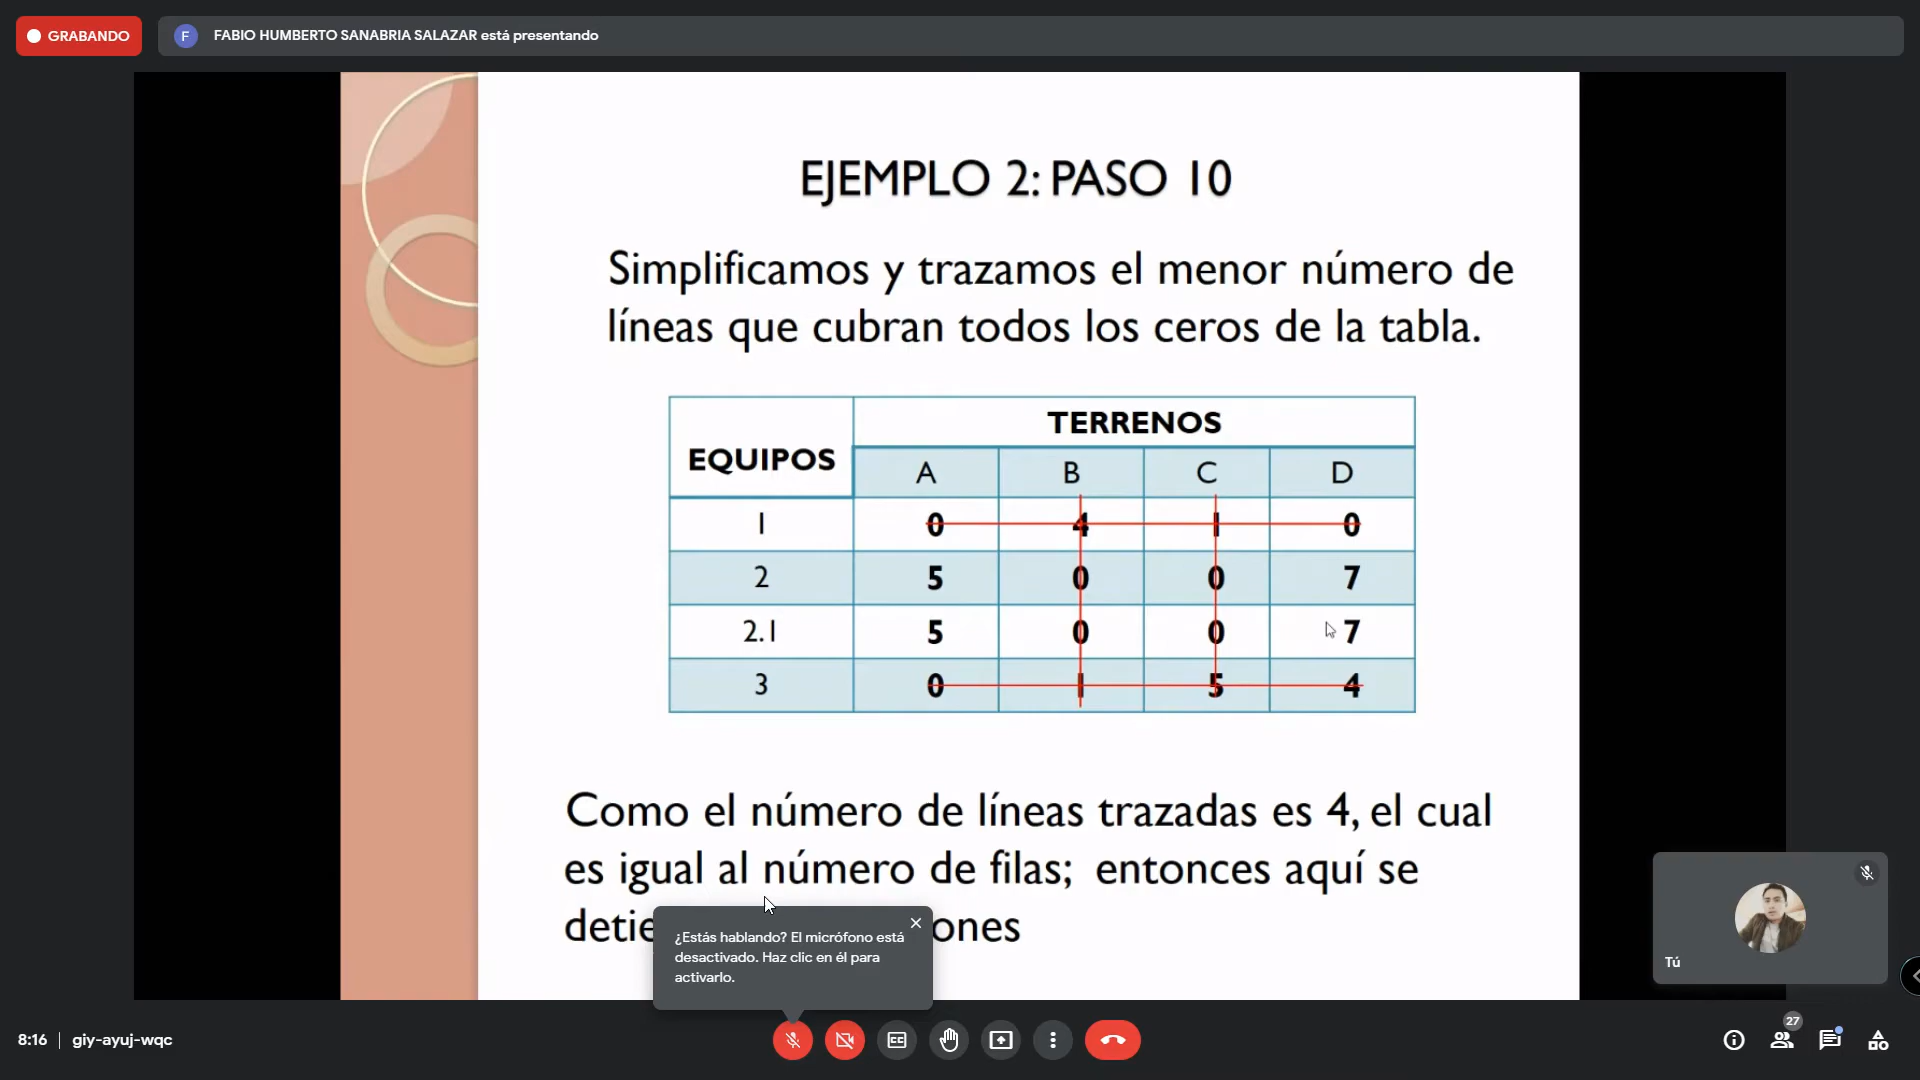 GRABANDO
F FABIO HUMBERTO SANABRIA SALAZAR está presentando
EJEMPLO 2: PASO 10
Simplificamos y trazamos el menor número de
líneas que cubran todos los ceros de la tabla.
EQUIPOS TERRENOS
A B C D
1 0 4 1 0
2 5 0 0 7
2.1 5 0 0 7
3 0 1 5 4
Como el número de líneas trazadas es 4, el cual
es igual al número de filas; entonces aquí se
¿Estás hablando? El micrófono está
desactivado. Haz clic en él para
activarlo.
Tú
8:16 giy-ayuj-wqc
27